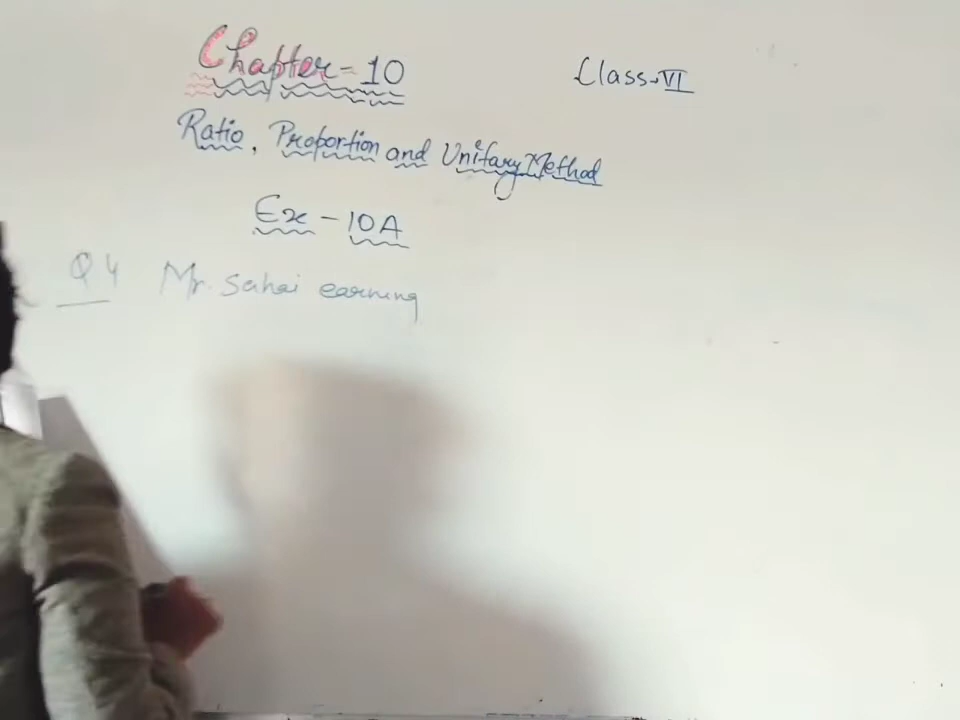 Chapter-10
Class-VI
Ratio, Proportion and Unitary Method
Ex - 10A
Q4 Mr. Sahai earning